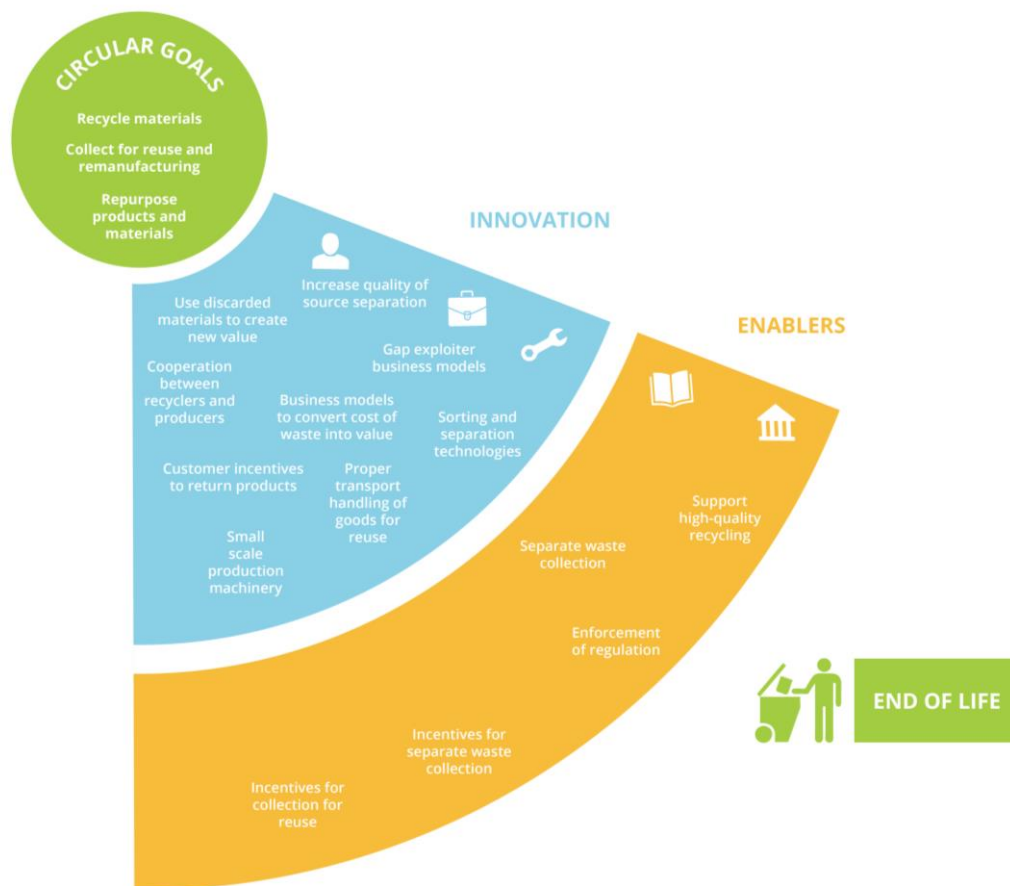 CIRCULAR GOALS
Recycle materials
Collect for reuse and
remanufacturing
Repurpose
products and
materials
INNOVATION
Increase quality of
source separation
Use discarded
materials to create
new value
Gap exploiter
business models
Cooperation
between
recyclers and
producers
Business models
to convert cost of
waste into value
Sorting and
separation
technologies
Customer incentives
to return products
Proper
transport
handling of
goods for
reuse
Small
scale
production
machinery
ENABLERS
Support
high-quality
recycling
Separate waste
collection
Enforcement
of regulation
Incentives for
separate waste
collection
Incentives for
collection for
reuse
END OF LIFE